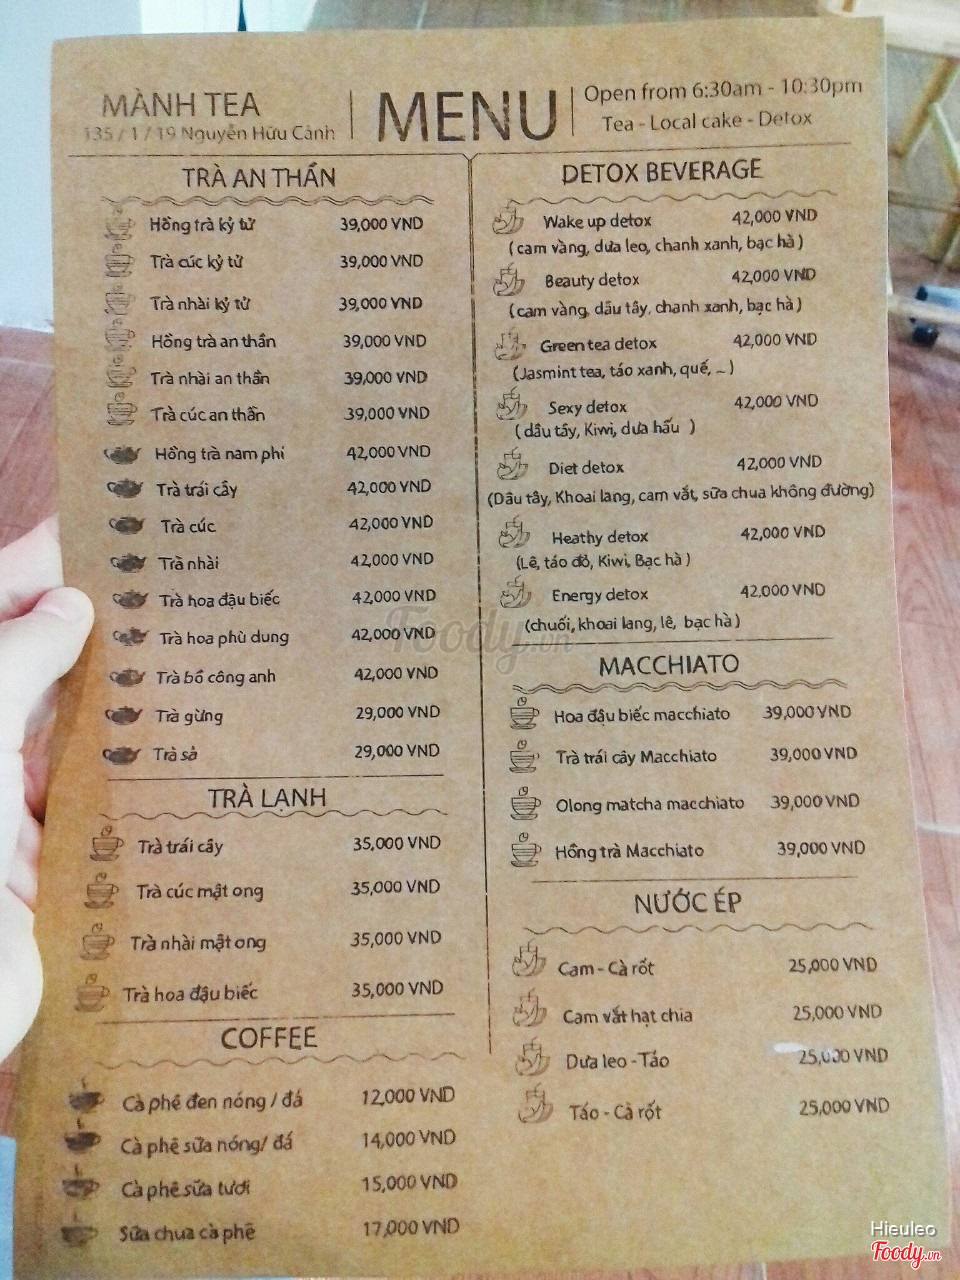 MÀNH TEA
135 / 1 / 19 Nguyễn Hữu Cảnh
MENU
Open from 6:30am - 10:30pm
Tea - Local cake - Detox
TRÀ AN THẦN
Hồng trà kỷ tử 39,000 VND
Trà cúc kỷ tử 39,000 VND
Trà nhài kỷ tử 39,000 VND
Hồng trà an thần 39,000 VND
Trà nhài an thần 39,000 VND
Trà cúc an thần 39,000 VND
Hồng trà nam phi 42,000 VND
Trà trái cây 42,000 VND
Trà cúc 42,000 VND
Trà nhài 42,000 VND
Trà hoa đậu biếc 42,000 VND
Trà hoa phù dung 42,000 VND
Trà bồ công anh 42,000 VND
Trà gừng 29,000 VND
Trà sả 29,000 VND
TRÀ LẠNH
Trà trái cây 35,000 VND
Trà cúc mật ong 35,000 VND
Trà nhài mật ong 35,000 VND
Trà hoa đậu biếc 35,000 VND
COFFEE
Cà phê đen nóng / đá 12,000 VND
Cà phê sữa nóng/ đá 14,000 VND
Cà phê sữa tươi 15,000 VND
Sữa chua cà phê 17,000 VND
DETOX BEVERAGE
Wake up detox 42,000 VND
( cam vàng, dưa leo, chanh xanh, bạc hà )
Beauty detox 42,000 VND
(cam vàng, dâu tây, chanh xanh, bạc hà )
Green tea detox 42,000 VND
(Jasmint tea, táo xanh, quế, ... )
Sexy detox 42,000 VND
( dâu tây, Kiwi, dưa hấu )
Diet detox 42,000 VND
(Dâu tây, Khoai lang, cam vắt, sữa chua không đường)
Heathy detox 42,000 VND
(Lê, táo đỏ, Kiwi, Bạc hà )
Energy detox 42,000 VND
(chuối, khoai lang, lê, bạc hà )
MACCHIATO
Hoa đậu biếc macchiato 39,000 VND
Trà trái cây Macchiato 39,000 VND
Olong matcha macchiato 39,000 VND
Hồng trà Macchiato 39,000 VND
NƯỚC ÉP
Cam - Cà rốt 25,000 VND
Cam vắt hạt chia 25,000 VND
Dưa leo - Táo 25,000 VND
Táo - Cà rốt 25,000 VND
Foody.vn
Hieuleo
Foody.vn